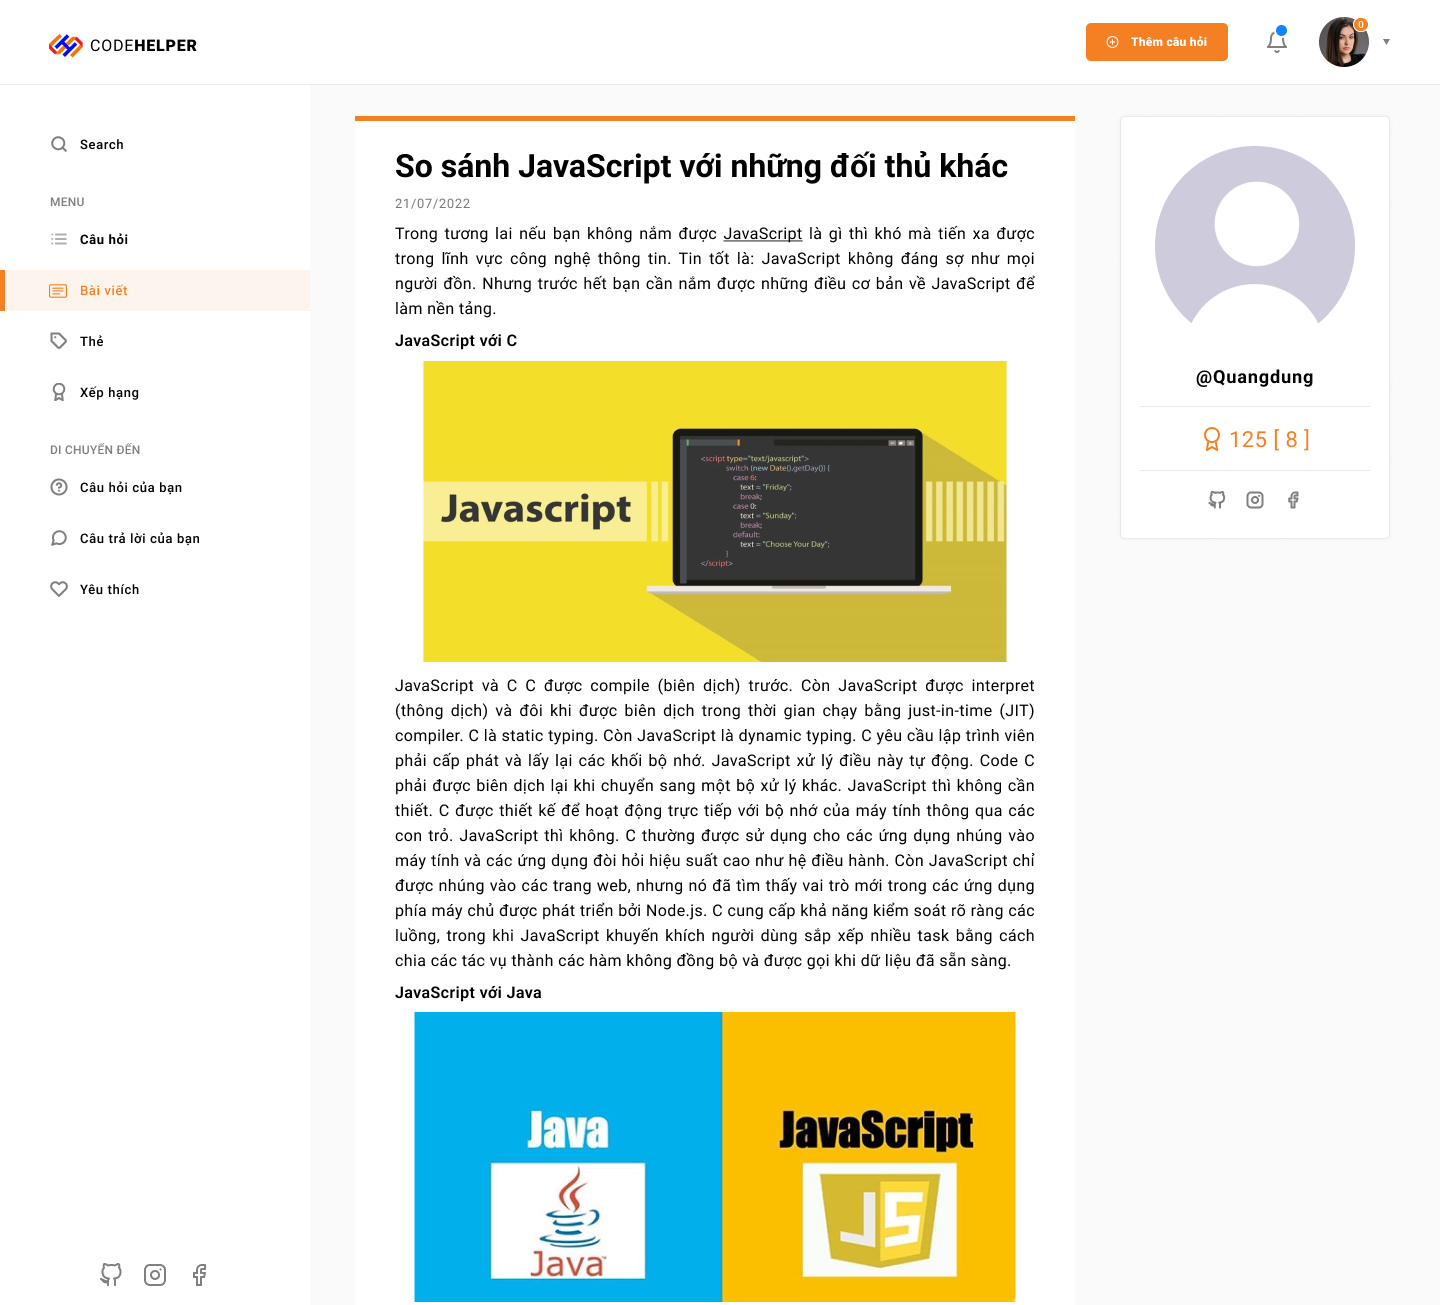 CODEHELPER
Thêm câu hỏi
0
Search
MENU
Câu hỏi
Bài viết
Thẻ
Xếp hạng
DI CHUYỂN ĐẾN
Câu hỏi của bạn
Câu trả lời của bạn
Yêu thích
So sánh JavaScript với những đối thủ khác
21/07/2022
Trong tương lai nếu bạn không nắm được JavaScript là gì thì khó mà tiến xa được
trong lĩnh vực công nghệ thông tin. Tin tốt là: JavaScript không đáng sợ như mọi
người đồn. Nhưng trước hết bạn cần nắm được những điều cơ bản về JavaScript để
làm nền tảng.
JavaScript với C
Javascript
<script type="text/javascript">
switch (new Date().getDay()) {
case 6:
text = "Friday";
break;
case 0:
text = "Sunday";
break;
default:
text = "Choose Your Day";
}
</script>
JavaScript và C C được compile (biên dịch) trước. Còn JavaScript được interpret
(thông dịch) và đôi khi được biên dịch trong thời gian chạy bằng just-in-time (JIT)
compiler. C là static typing. Còn JavaScript là dynamic typing. C yêu cầu lập trình viên
phải cấp phát và lấy lại các khối bộ nhớ. JavaScript xử lý điều này tự động. Code C
phải được biên dịch lại khi chuyển sang một bộ xử lý khác. JavaScript thì không cần
thiết. C được thiết kế để hoạt động trực tiếp với bộ nhớ của máy tính thông qua các
con trỏ. JavaScript thì không. C thường được sử dụng cho các ứng dụng nhúng vào
máy tính và các ứng dụng đòi hỏi hiệu suất cao như hệ điều hành. Còn JavaScript chỉ
được nhúng vào các trang web, nhưng nó đã tìm thấy vai trò mới trong các ứng dụng
phía máy chủ được phát triển bởi Node.js. C cung cấp khả năng kiểm soát rõ ràng các
luồng, trong khi JavaScript khuyến khích người dùng sắp xếp nhiều task bằng cách
chia các tác vụ thành các hàm không đồng bộ và được gọi khi dữ liệu đã sẵn sàng.
JavaScript với Java
Java
Java™
JavaScript
JS
@Quangdung
125 [ 8 ]